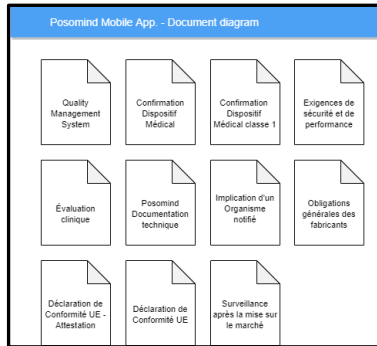 Posomind Mobile App. - Document diagram
Quality
Management
System
Confirmation
Dispositif
Médical
Confirmation
Dispositif
Médical classe 1
Exigences de
sécurité et de
performance
Évaluation
clinique
Posomind
Documentation
technique
Implication d'un
Organisme
notifié
Obligations
générales des
fabricants
Déclaration de
Conformité UE -
Attestation
Déclaration de
Conformité UE
Surveillance
après la mise sur
le marché